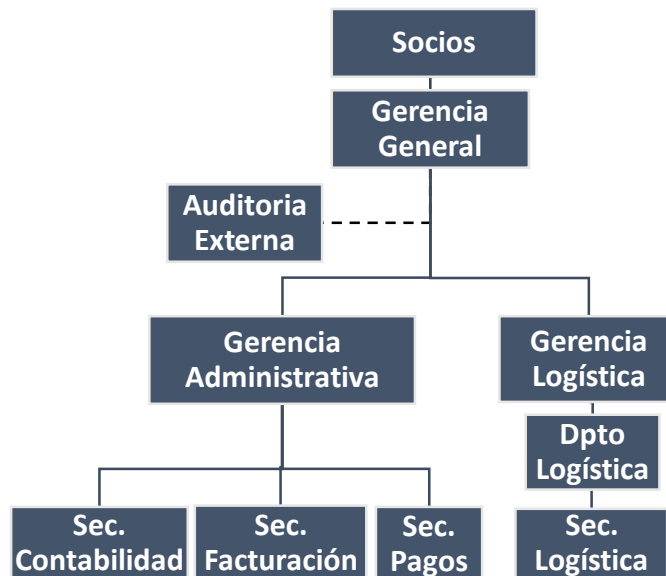 Socios
Gerencia
General
Auditoria
Externa
Gerencia
Administrativa
Gerencia
Logística
Dpto
Logística
Sec.
Contabilidad
Sec.
Facturación
Sec.
Pagos
Sec.
Logística